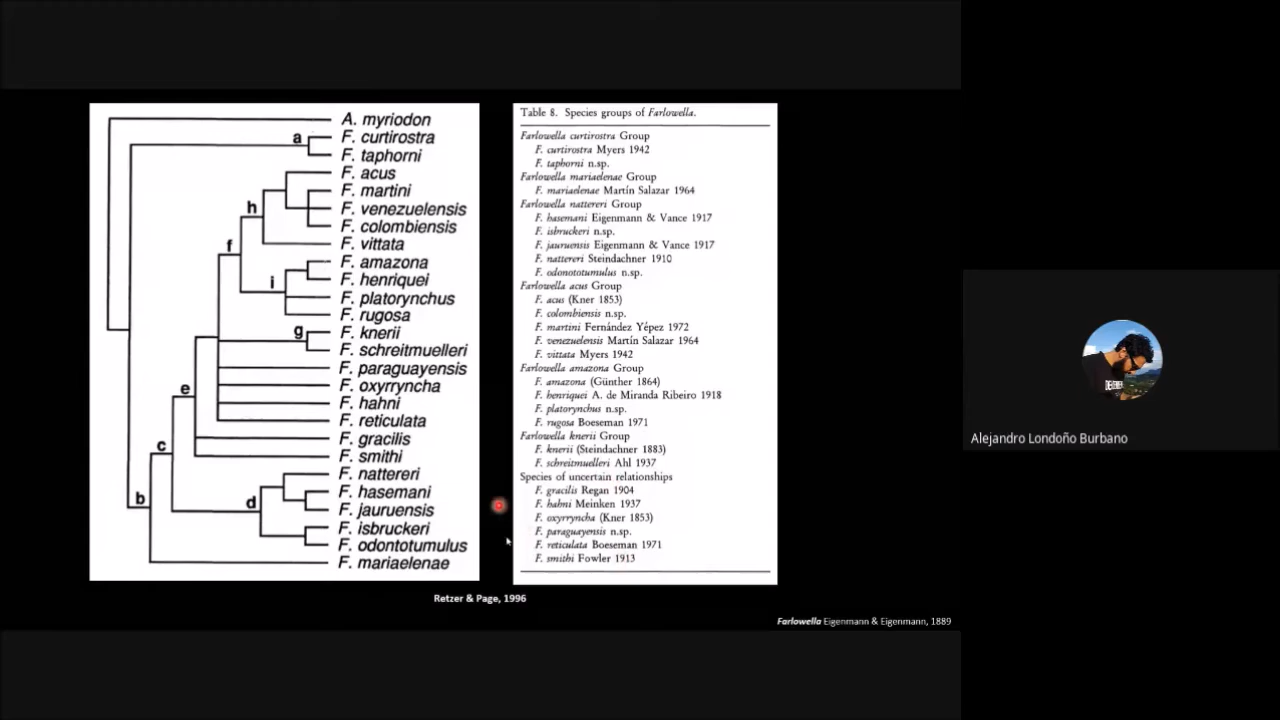 A. myriodon
a
F. curtirostra
F. taphorni
F. acus
F. martini
h
F. venezuelensis
F. colombiensis
f
F. vittata
F. amazona
i
F. henriquei
F. platorynchus
F. rugosa
g
F. knerii
F. schreitmuelleri
F. paraguayensis
e
F. oxyrryncha
F. hahni
F. reticulata
c
F. gracilis
F. smithi
F. nattereri
b
d
F. hasemani
F. jauruensis
F. isbruckeri
F. odontotumulus
F. mariaelenae
Table 8. Species groups of Farlowella.
Farlowella curtirostra Group
F. curtirostra Myers 1942
F. taphorni n.sp.
Farlowella mariaelenae Group
F. mariaelenae Martín Salazar 1964
Farlowella nattereri Group
F. hasemani Eigenmann & Vance 1917
F. isbruckeri n.sp.
F. jauruensis Eigenmann & Vance 1917
F. nattereri Steindachner 1910
F. odonototumulus n.sp.
Farlowella acus Group
F. acus (Kner 1853)
F. colombiensis n.sp.
F. martini Fernández Yépez 1972
F. venezuelensis Martín Salazar 1964
F. vittata Myers 1942
Farlowella amazona Group
F. amazona (Günther 1864)
F. henriquei A. de Miranda Ribeiro 1918
F. platorynchus n.sp.
F. rugosa Boeseman 1971
Farlowella knerii Group
F. knerii (Steindachner 1883)
F. schreitmuelleri Ahl 1937
Species of uncertain relationships
F. gracilis Regan 1904
F. hahni Meinken 1937
F. oxyrryncha (Kner 1853)
F. paraguayensis n.sp.
F. reticulata Boeseman 1971
F. smithi Fowler 1913
Retzer & Page, 1996
Farlowella Eigenmann & Eigenmann, 1889
Alejandro Londoño Burbano